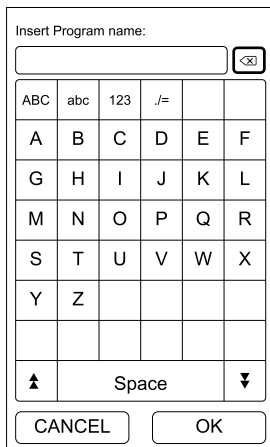 Insert Program name:
ABC abc 123 ./=
A B C D E F
G H I J K L
M N O P Q R
S T U V W X
Y Z
Space
CANCEL OK